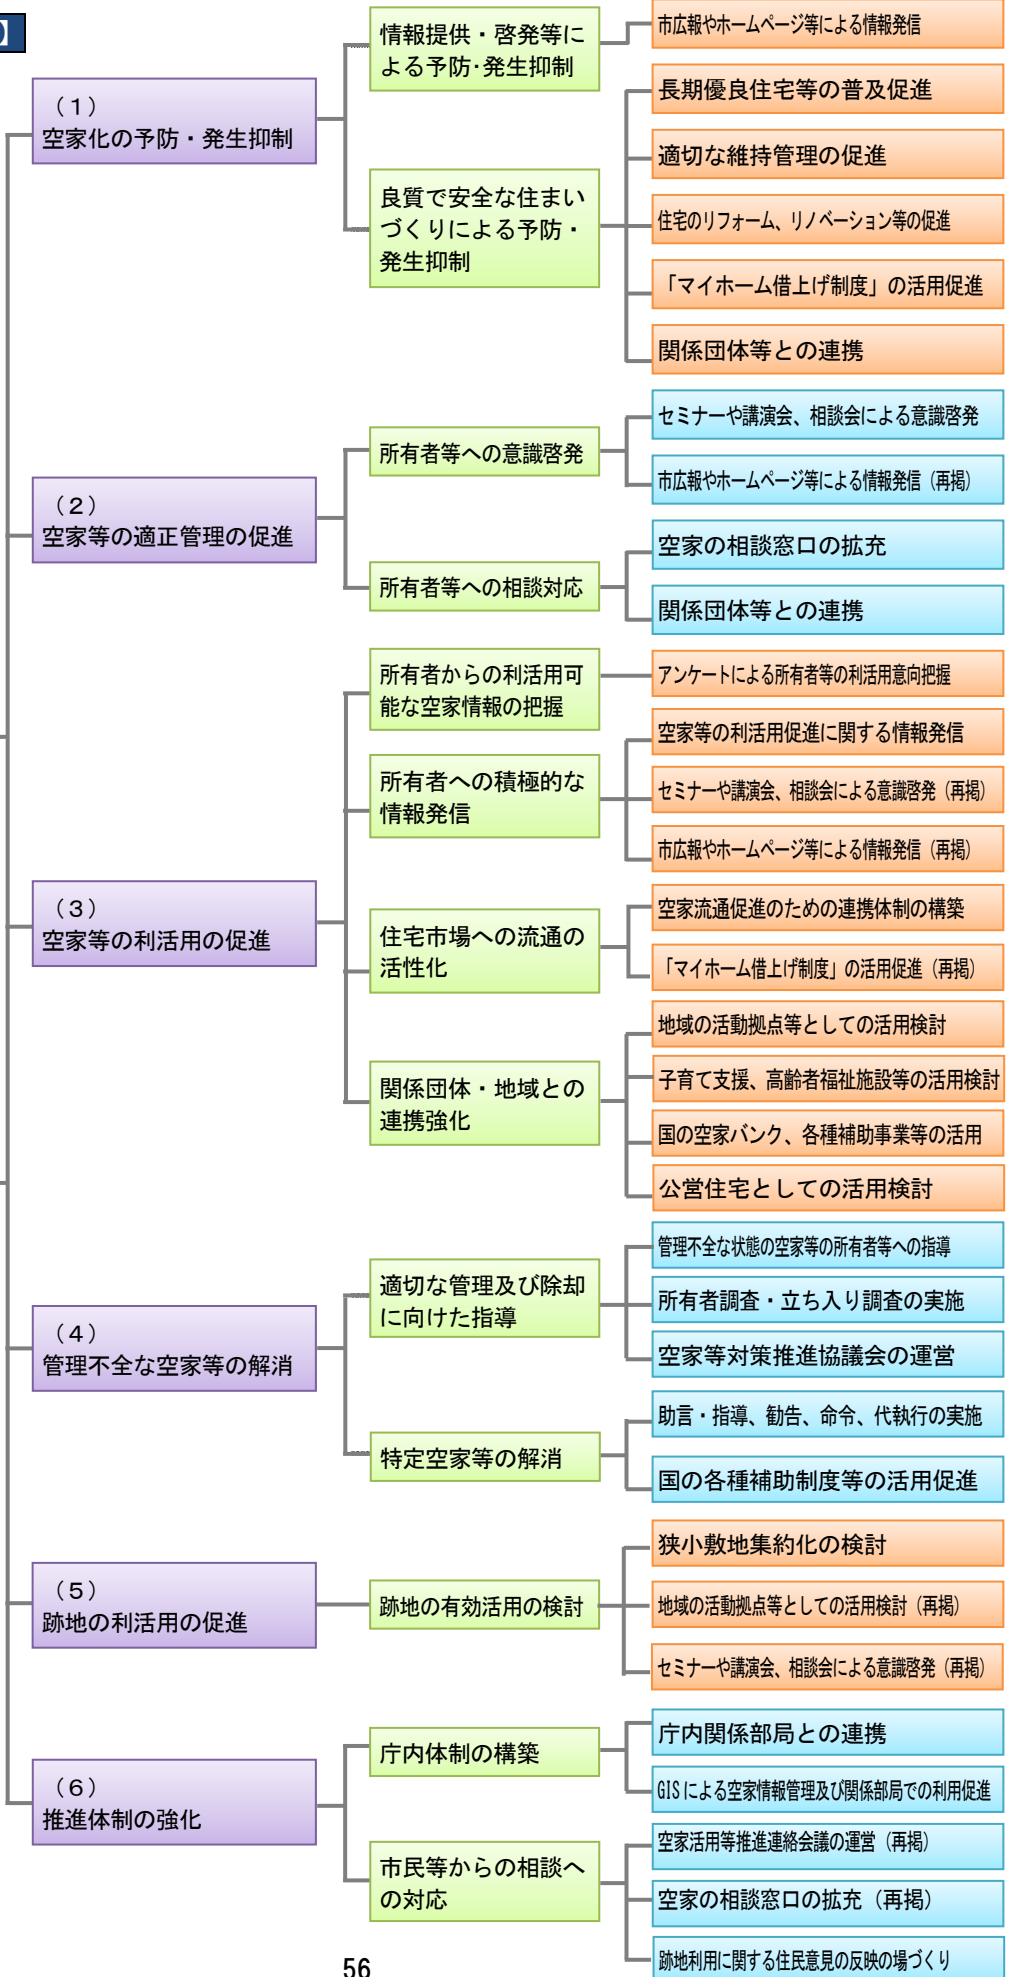 】
（1）
空家化の予防・発生抑制
情報提供・啓発等に
よる予防・発生抑制
市広報やホームページ等による情報発信
良質で安全な住まい
づくりによる予防・
発生抑制
長期優良住宅等の普及促進
適切な維持管理の促進
住宅のリフォーム、リノベーション等の促進
「マイホーム借上げ制度」の活用促進
関係団体等との連携
（2）
空家等の適正管理の促進
所有者等への意識啓発
セミナーや講演会、相談会による意識啓発
市広報やホームページ等による情報発信（再掲）
所有者等への相談対応
空家の相談窓口の拡充
関係団体等との連携
（3）
空家等の利活用の促進
所有者からの利活用可
能な空家情報の把握
アンケートによる所有者等の利活用意向把握
所有者への積極的な
情報発信
空家等の利活用促進に関する情報発信
セミナーや講演会、相談会による意識啓発（再掲）
市広報やホームページ等による情報発信（再掲）
住宅市場への流通の
活性化
空家流通促進のための連携体制の構築
「マイホーム借上げ制度」の活用促進（再掲）
関係団体・地域との
連携強化
地域の活動拠点等としての活用検討
子育て支援、高齢者福祉施設等の活用検討
国の空家バンク、各種補助事業等の活用
公営住宅としての活用検討
（4）
管理不全な空家等の解消
適切な管理及び除却
に向けた指導
管理不全な状態の空家等の所有者等への指導
所有者調査・立ち入り調査の実施
空家等対策推進協議会の運営
特定空家等の解消
助言・指導、勧告、命令、代執行の実施
国の各種補助制度等の活用促進
（5）
跡地の利活用の促進
跡地の有効活用の検討
狭小敷地集約化の検討
地域の活動拠点等としての活用検討（再掲）
セミナーや講演会、相談会による意識啓発（再掲）
（6）
推進体制の強化
庁内体制の構築
庁内関係部局との連携
GISによる空家情報管理及び関係部局での利用促進
市民等からの相談へ
の対応
空家活用等推進連絡会議の運営（再掲）
空家の相談窓口の拡充（再掲）
跡地利用に関する住民意見の反映の場づくり
56